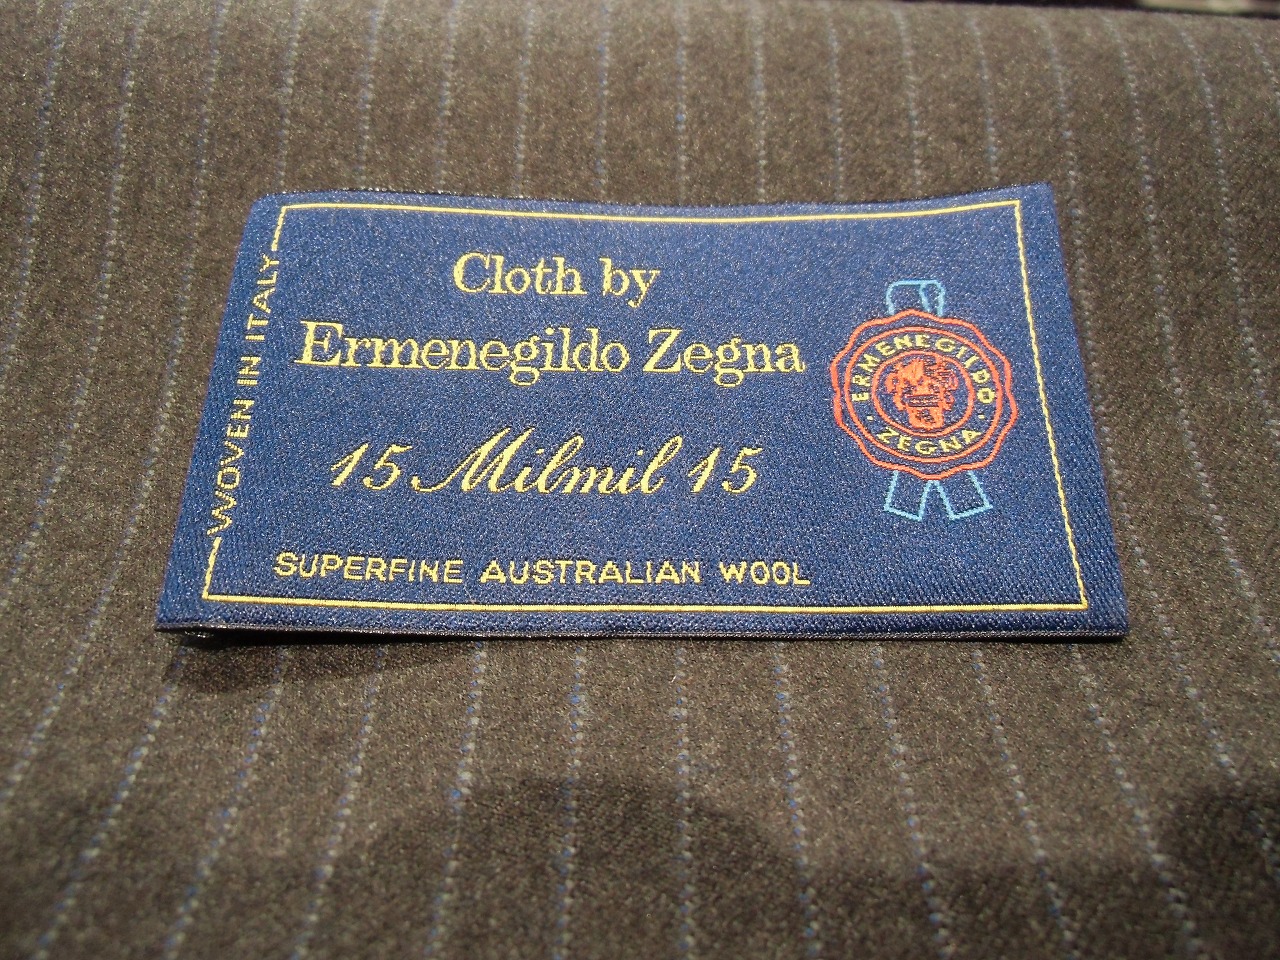 WOVEN IN ITALY
Cloth by
Ermenegildo Zegna
15 Milmil 15
SUPERFINE AUSTRALIAN WOOL
ERMENEGILDO
· ZEGNA ·